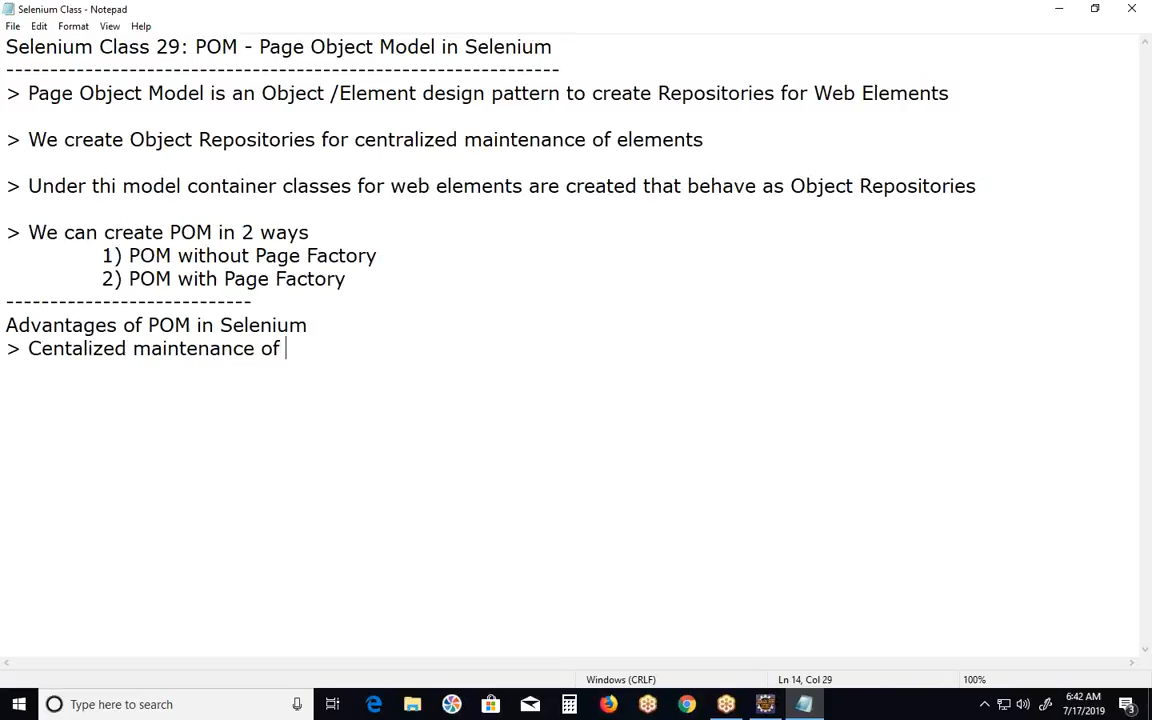 Selenium Class - Notepad
File Edit Format View Help
Selenium Class 29: POM - Page Object Model in Selenium
---------------------------------------------------------------
> Page Object Model is an Object /Element design pattern to create Repositories for Web Elements
> We create Object Repositories for centralized maintenance of elements
> Under thi model container classes for web elements are created that behave as Object Repositories
> We can create POM in 2 ways
1) POM without Page Factory
2) POM with Page Factory
----------------------------
Advantages of POM in Selenium
> Centalized maintenance of
Windows (CRLF) Ln 14, Col 29 100%
Type here to search
6:42 AM
7/17/2019
3